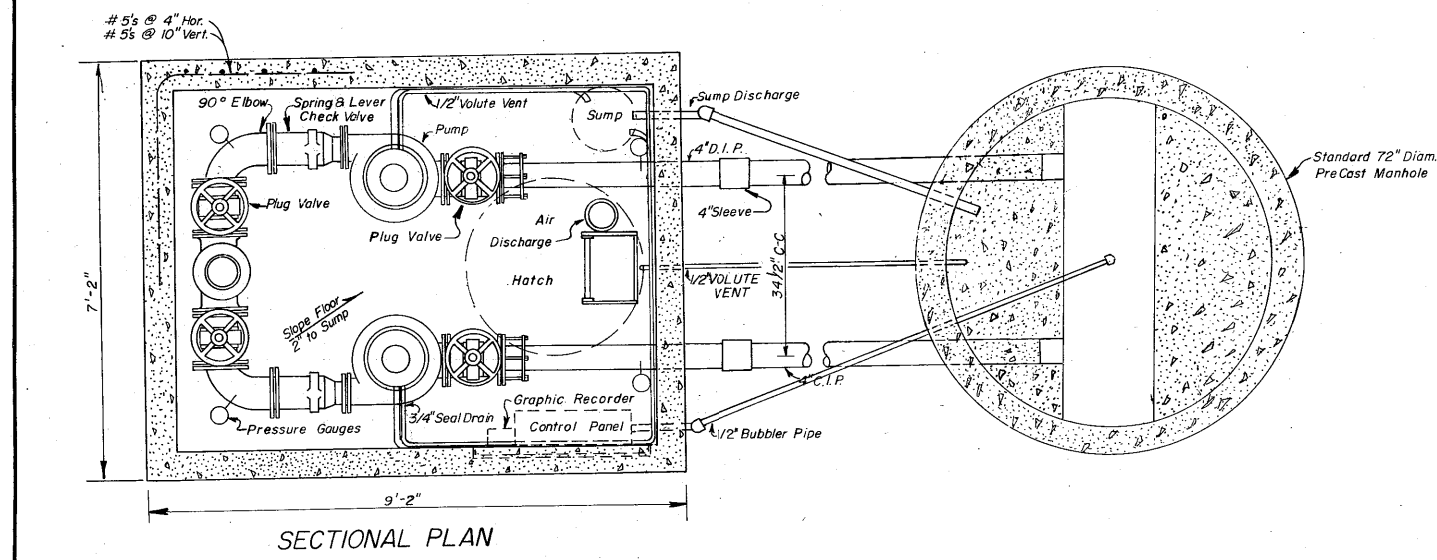 # 5's @ 4" Hor.
# 5's @ 10" Vert.
90° Elbow
Spring & Lever
Check Valve
1/2" Volute Vent
Pump
Sump
Sump Discharge
4" D.I.P.
Standard 72" Diam.
PreCast Manhole
Plug Valve
Plug Valve
Air
Discharge
4" Sleeve
Hatch
34 1/2" C-C
1/2" VOLUTE
VENT
7'-2"
Slope Floor
2" to Sump
4" C.I.P.
Graphic Recorder
3/4" Seal Drain
Control Panel
Pressure Gauges
1/2" Bubbler Pipe
9'-2"
SECTIONAL PLAN